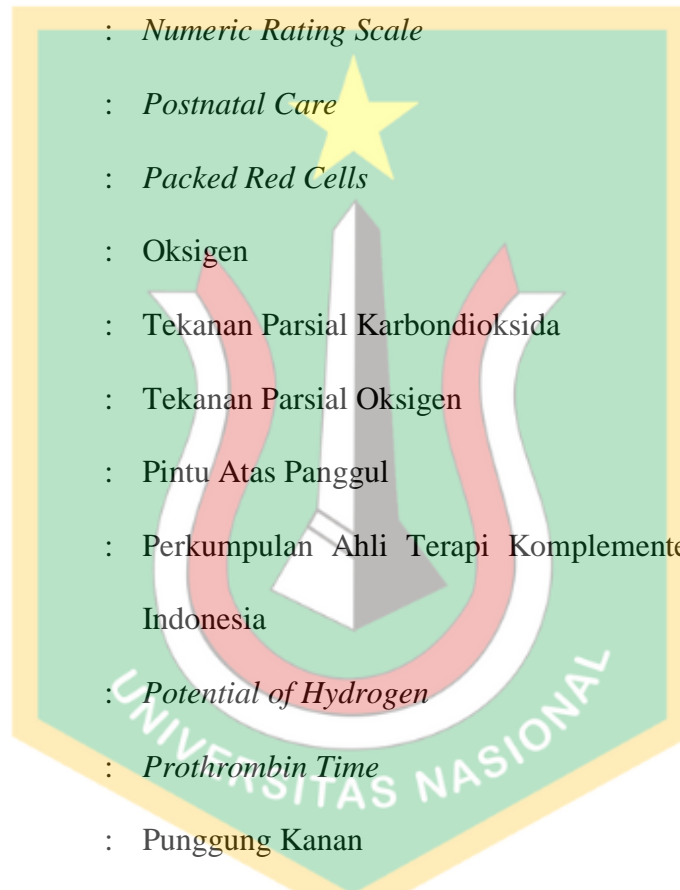 : Numeric Rating Scale
: Postnatal Care
: Packed Red Cells
: Oksigen
: Tekanan Parsial Karbondioksida
: Tekanan Parsial Oksigen
: Pintu Atas Panggul
: Perkumpulan Ahli Terapi Komplemente
Indonesia
: Potential of Hydrogen
: Prothrombin Time
: Punggung Kanan
UNIVERSITAS NASIONAL